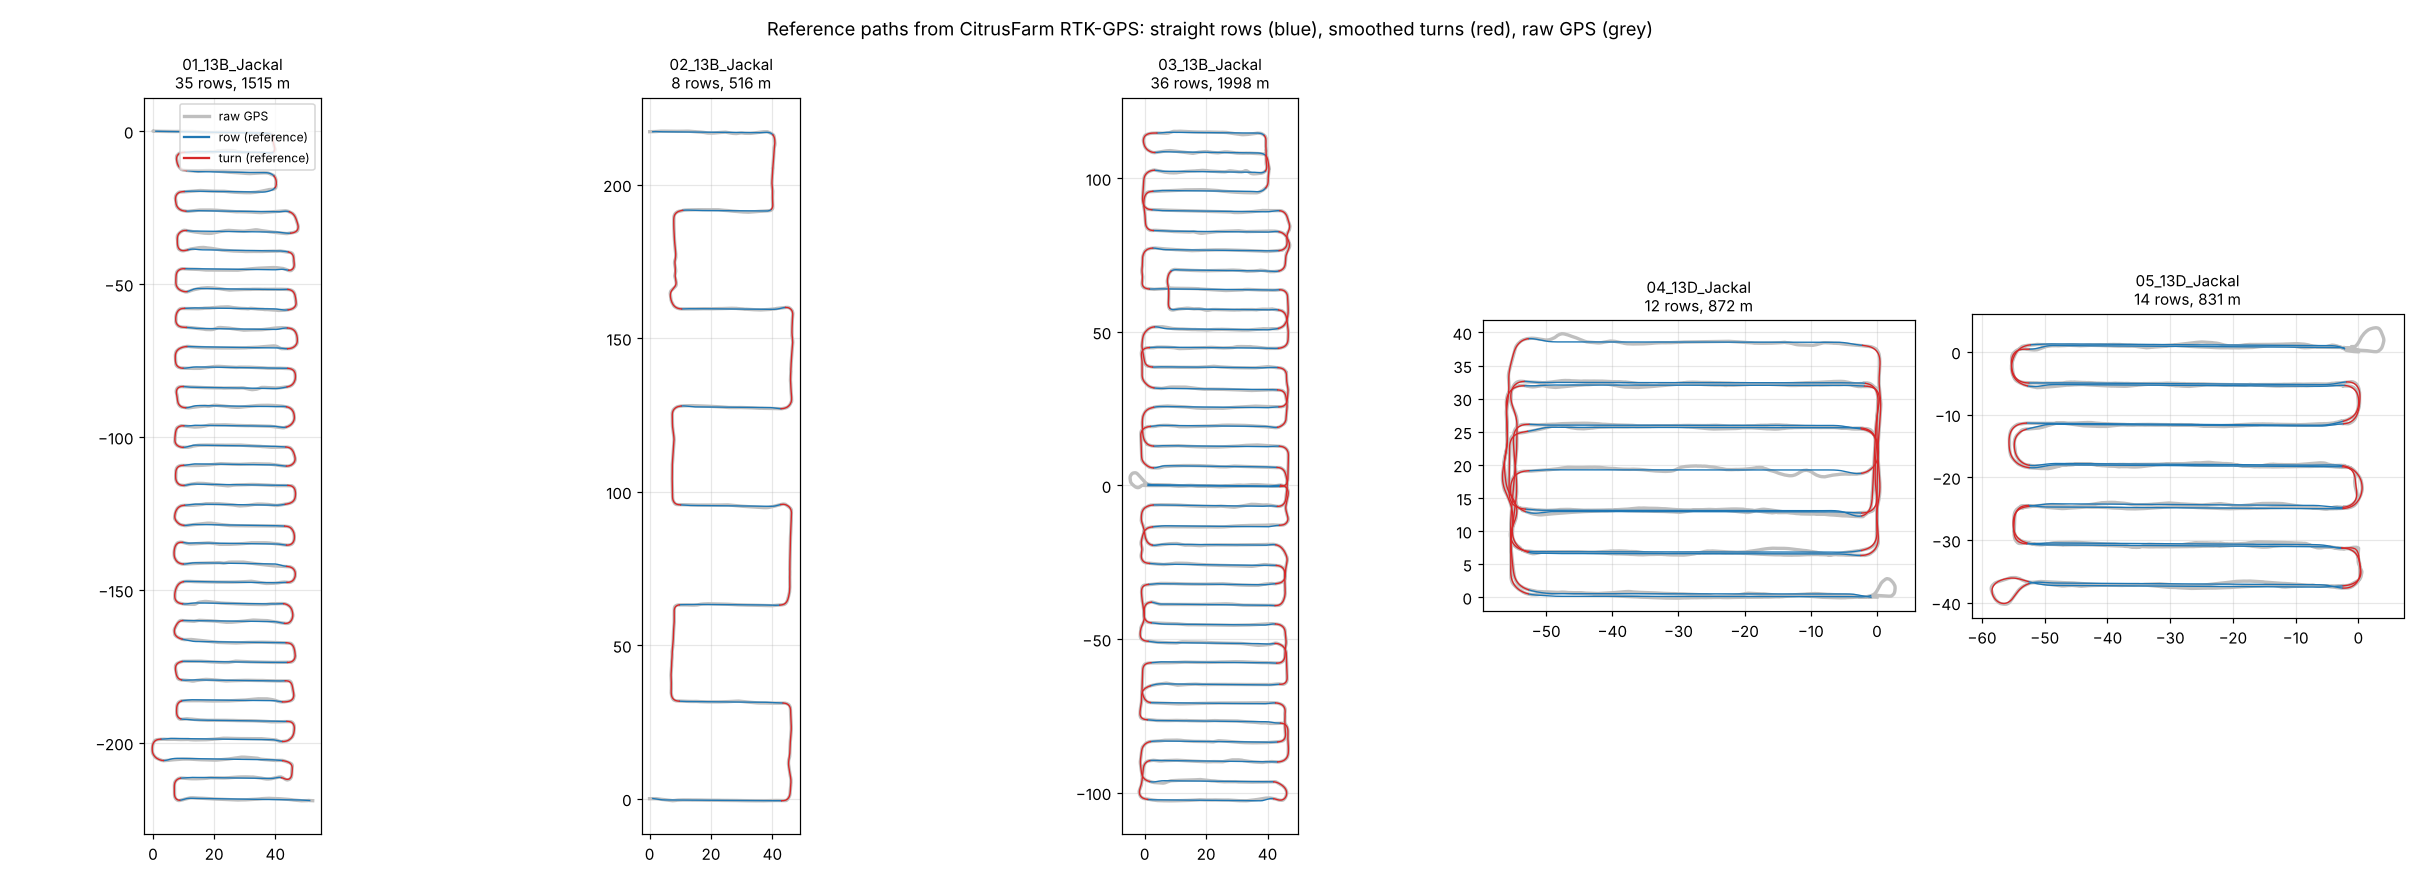 Reference paths from CitrusFarm RTK-GPS: straight rows (blue), smoothed turns (red), raw GPS (grey)
01_13B_Jackal
35 rows, 1515 m
raw GPS
row (reference)
turn (reference)
0
−50
−100
−150
−200
0 20 40
02_13B_Jackal
8 rows, 516 m
200
150
100
50
0
0 20 40
03_13B_Jackal
36 rows, 1998 m
100
50
0
−50
−100
0 20 40
04_13D_Jackal
12 rows, 872 m
40
35
30
25
20
15
10
5
0
−50 −40 −30 −20 −10 0
05_13D_Jackal
14 rows, 831 m
0
−10
−20
−30
−40
−60 −50 −40 −30 −20 −10 0